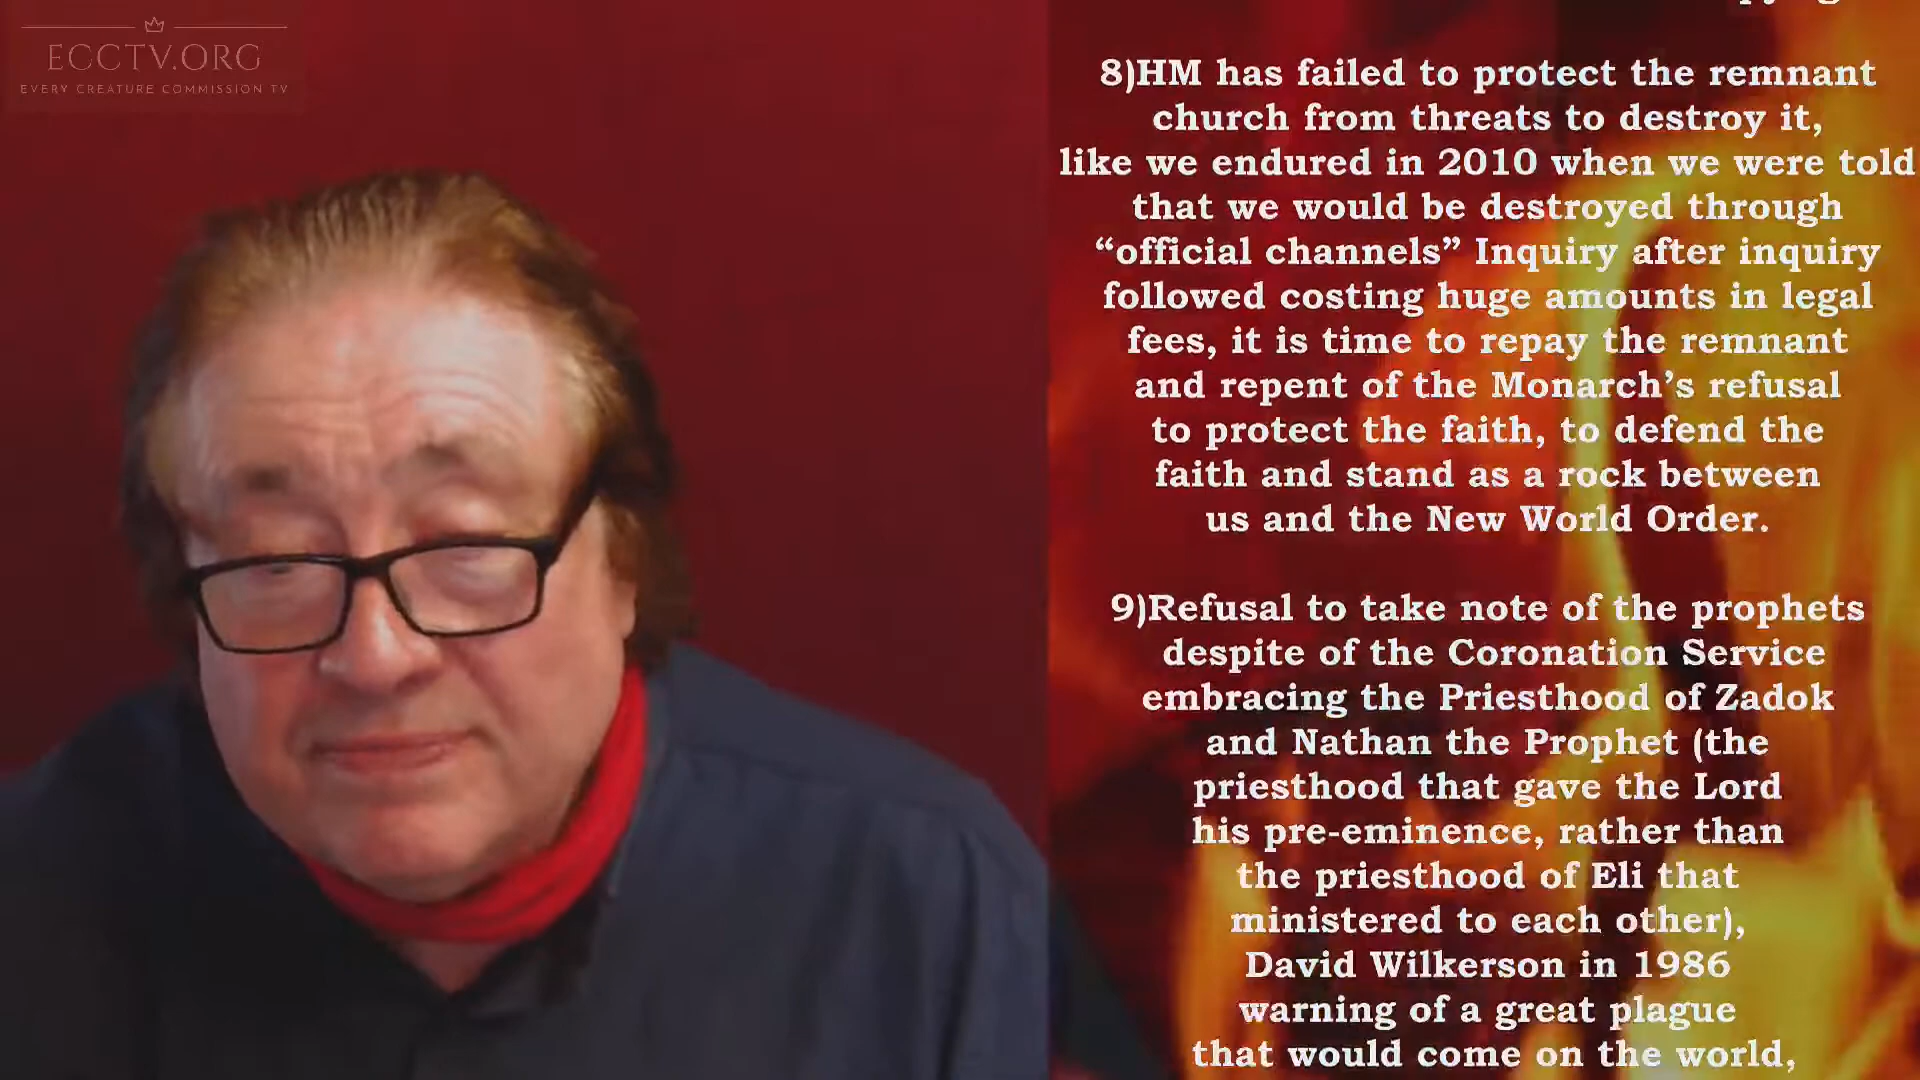 ECCTV.ORG
EVERY CREATURE COMMISSION TV
8)HM has failed to protect the remnant
church from threats to destroy it,
like we endured in 2010 when we were told
that we would be destroyed through
“official channels” Inquiry after inquiry
followed costing huge amounts in legal
fees, it is time to repay the remnant
and repent of the Monarch’s refusal
to protect the faith, to defend the
faith and stand as a rock between
us and the New World Order.
9)Refusal to take note of the prophets
despite of the Coronation Service
embracing the Priesthood of Zadok
and Nathan the Prophet (the
priesthood that gave the Lord
his pre-eminence, rather than
the priesthood of Eli that
ministered to each other),
David Wilkerson in 1986
warning of a great plague
that would come on the world,